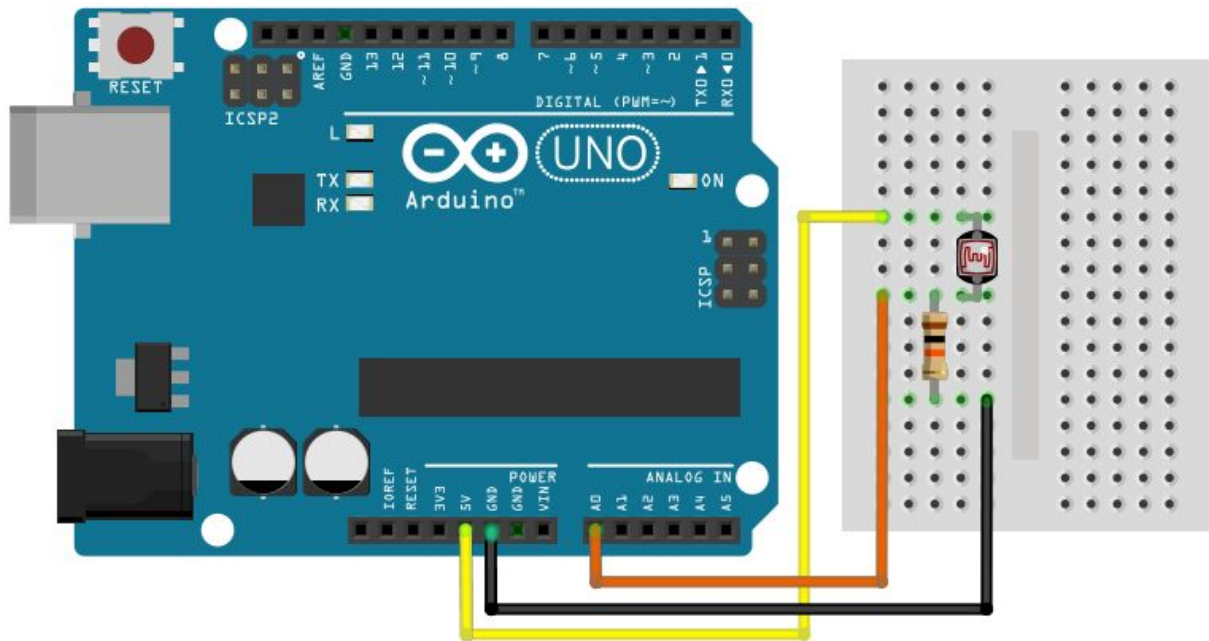 AREF GND 13 12 ~11 ~10 ~9 8 7 ~6 ~5 4 ~3 2 TX0▶1 RX0◀0
RESET
DIGITAL (PWM=~)
ICSP2
L
TX
RX
UNO
ON
Arduino™
1
ICSP
POWER
ANALOG IN
IOREF RESET 3V3 5V GND GND VIN A0 A1 A2 A3 A4 A5